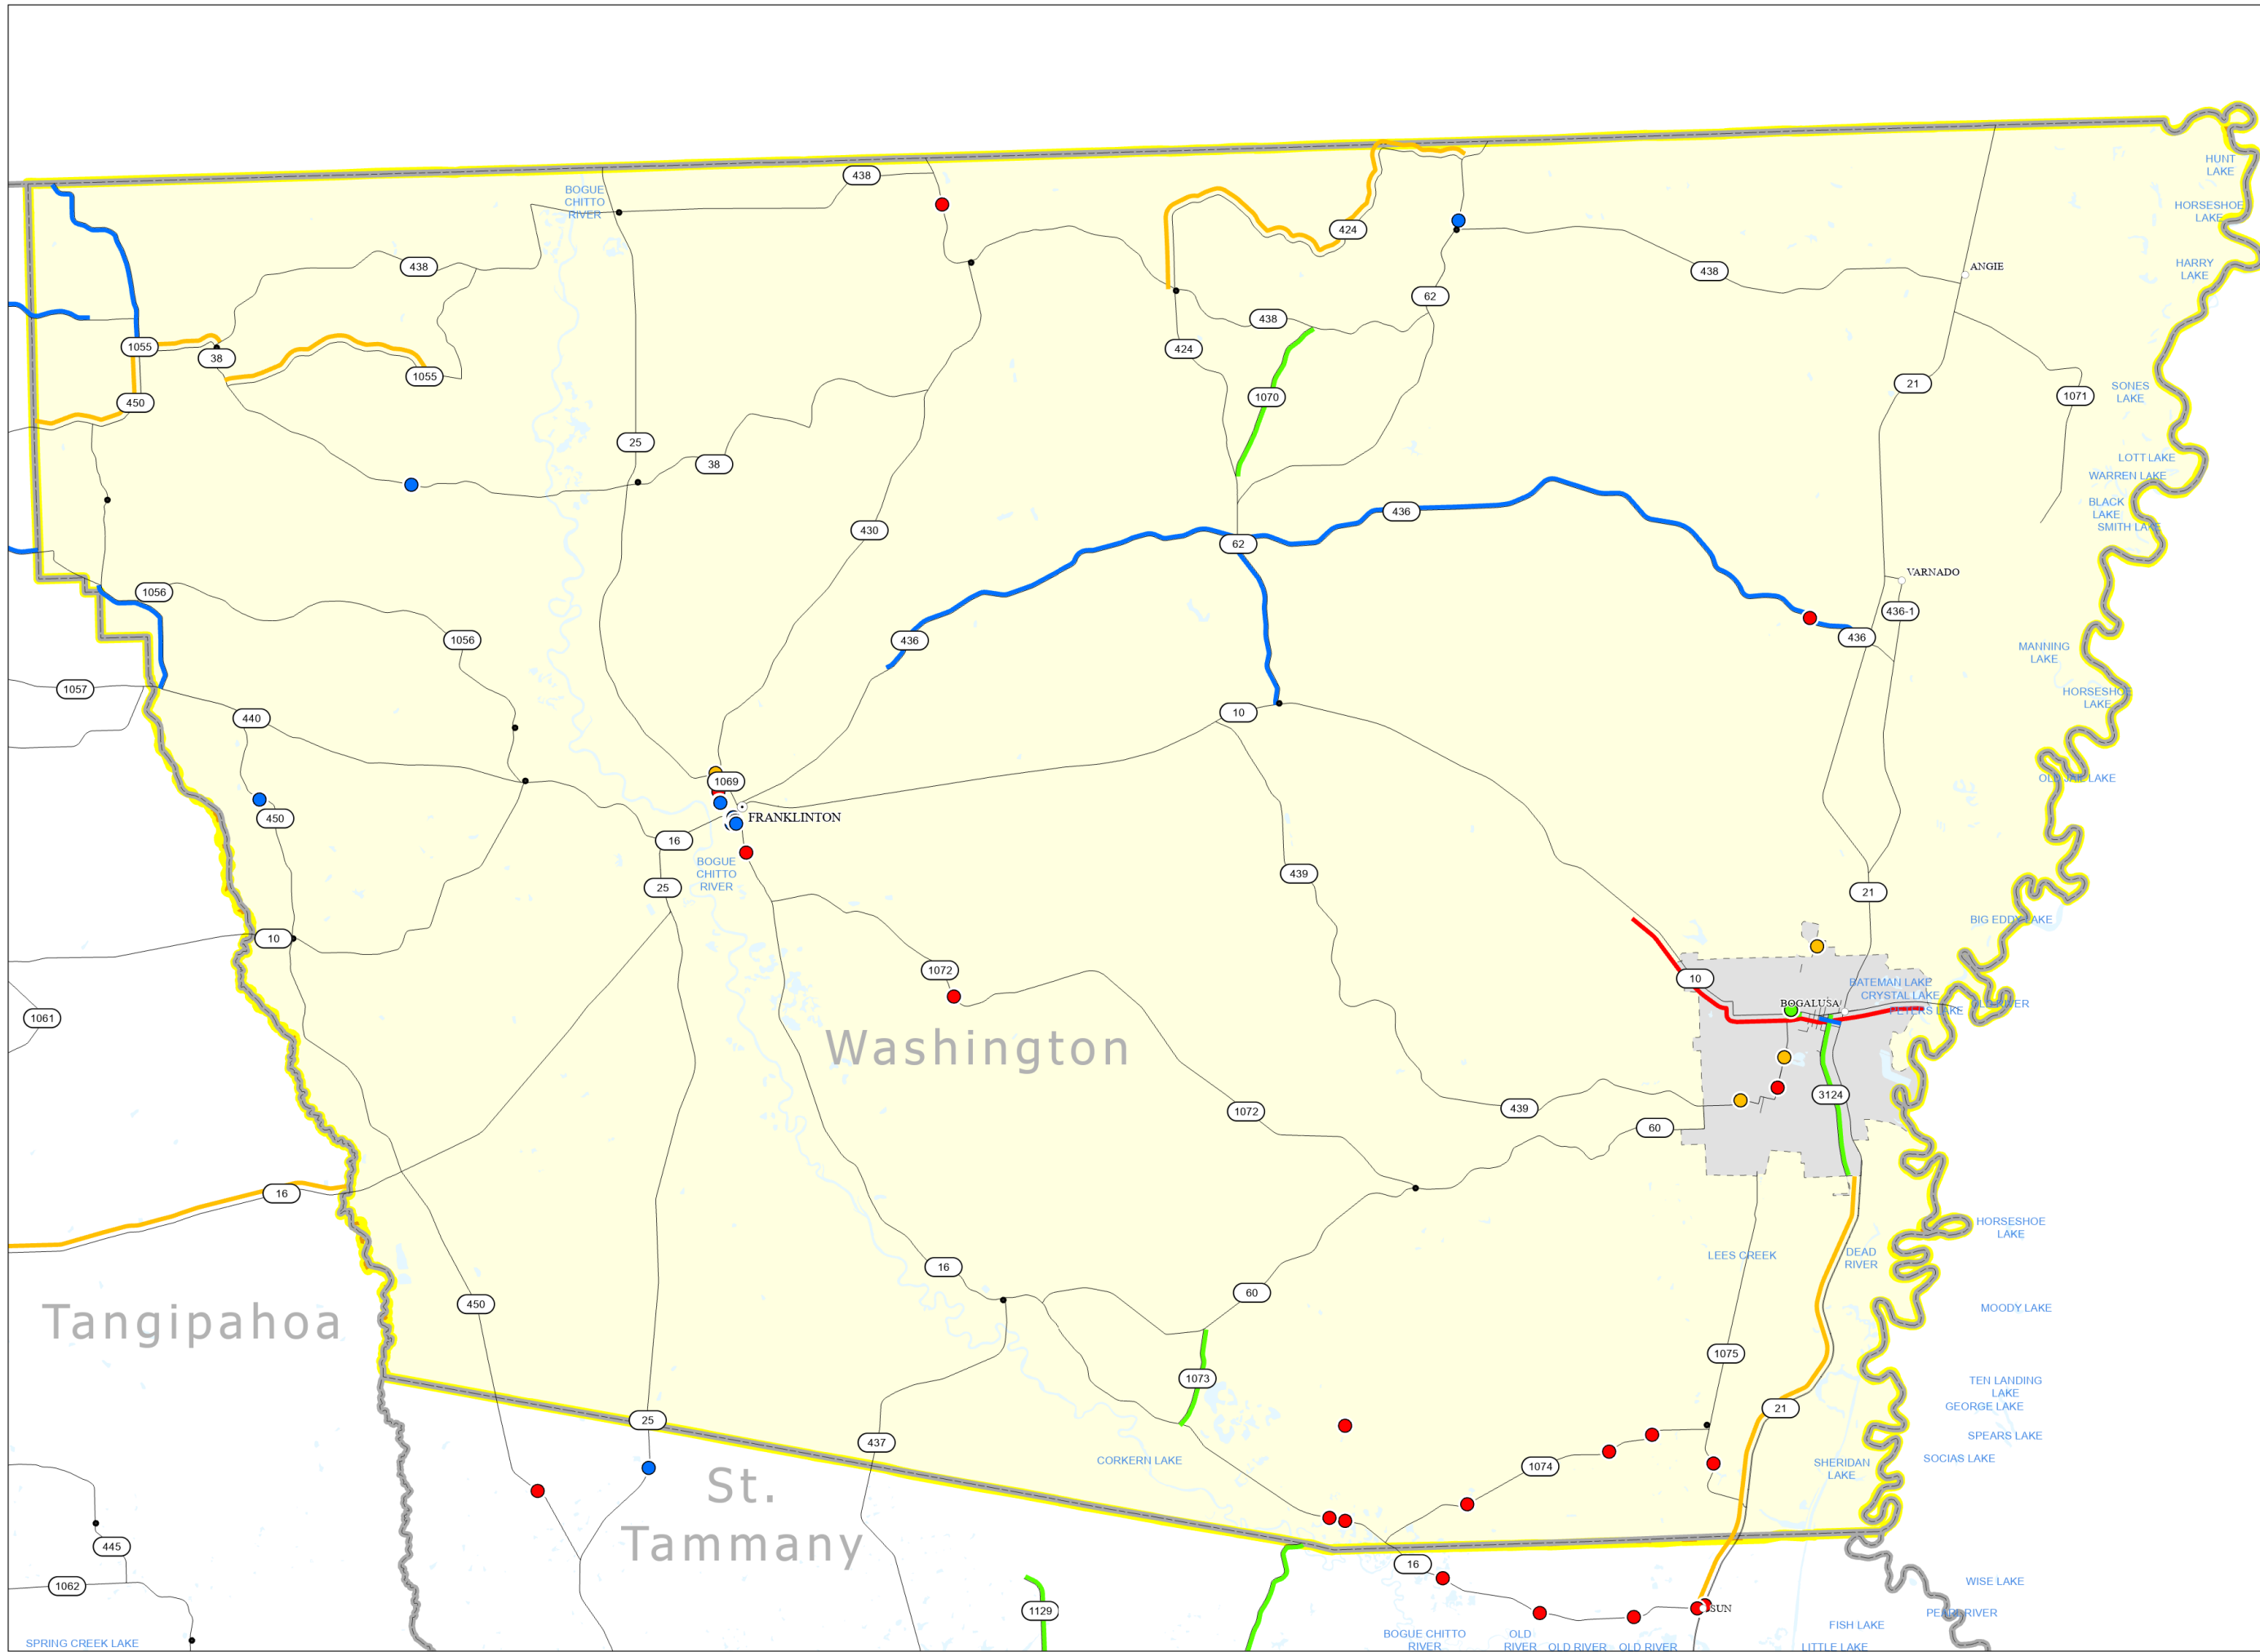 HUNT
LAKE
438
BOGUE
CHITTO
RIVER
HORSESHOE
LAKE
424
438
HARRY
LAKE
ANGIE
438
62
438
1055
38
424
1055
21
450
1070
1071
SONES
LAKE
25
38
LOTT LAKE
WARREN LAKE
BLACK
LAKE
SMITH LAKE
436
430
62
VARNADO
1056
436-1
1056
436
436
MANNING
LAKE
1057
HORSESHOE
LAKE
440
10
1069
OLD JAIL LAKE
450
FRANKLINTON
16
BOGUE
CHITTO
RIVER
439
25
21
BIG EDDY LAKE
10
1072
10
BATEMAN LAKE
CRYSTAL LAKE
BOGALUSA
OLD RIVER
PETERS LAKE
1061
Washington
3124
1072
439
60
16
HORSESHOE
LAKE
LEES CREEK
DEAD
RIVER
16
60
450
MOODY LAKE
Tangipahoa
1075
1073
TEN LANDING
LAKE
GEORGE LAKE
21
25
SPEARS LAKE
437
CORKERN LAKE
1074
SHERIDAN
LAKE
SOCIAS LAKE
St.
Tammany
445
16
1062
WISE LAKE
1129
SUN
PEARL RIVER
FISH LAKE
SPRING CREEK LAKE
BOGUE CHITTO
RIVER
OLD
RIVER
OLD RIVER
OLD RIVER
LITTLE LAKE